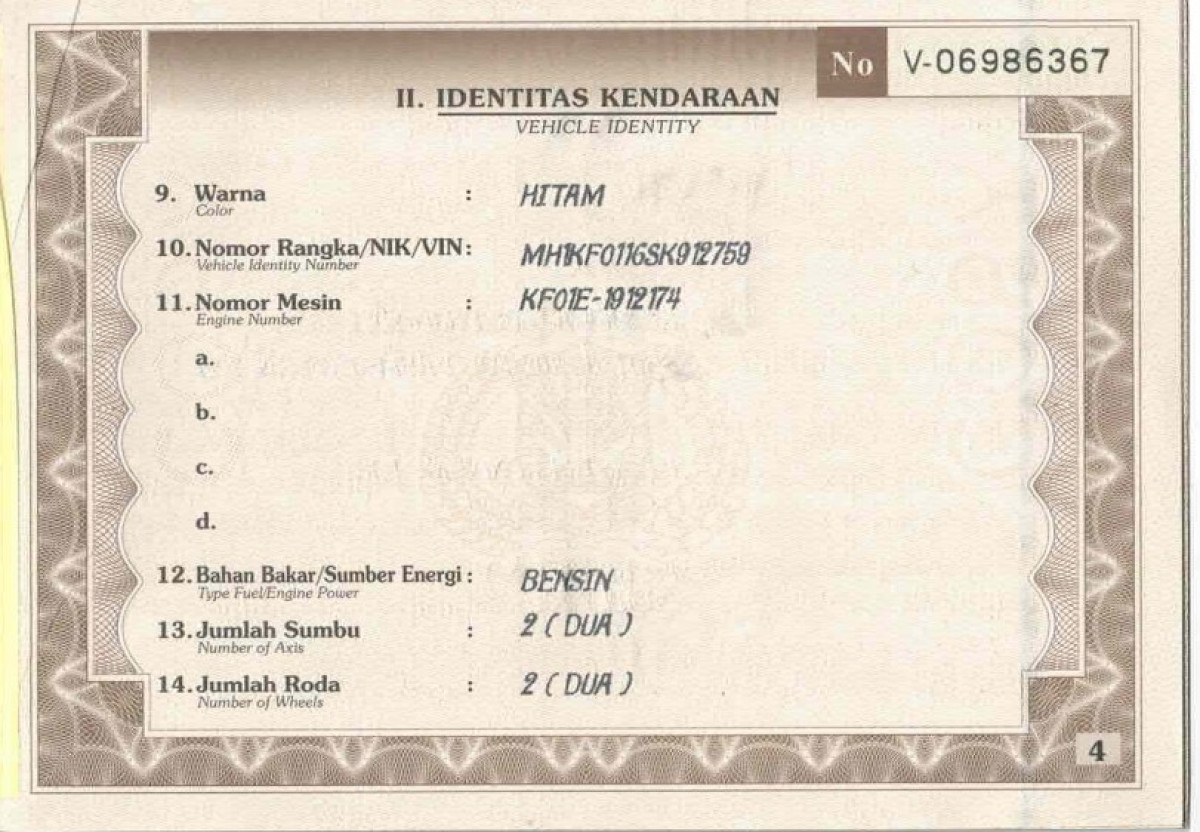 No V-06986367
II. IDENTITAS KENDARAAN
VEHICLE IDENTITY
9. Warna : HITAM
Color
10. Nomor Rangka/NIK/VIN : MH1KF0116SK912759
Vehicle Identity Number
11. Nomor Mesin : KF01E-1912174
Engine Number
a.
b.
c.
d.
12. Bahan Bakar/Sumber Energi : BENSIN
Type Fuel/Engine Power
13. Jumlah Sumbu : 2 ( DUA )
Number of Axis
14. Jumlah Roda : 2 ( DUA )
Number of Wheels
4